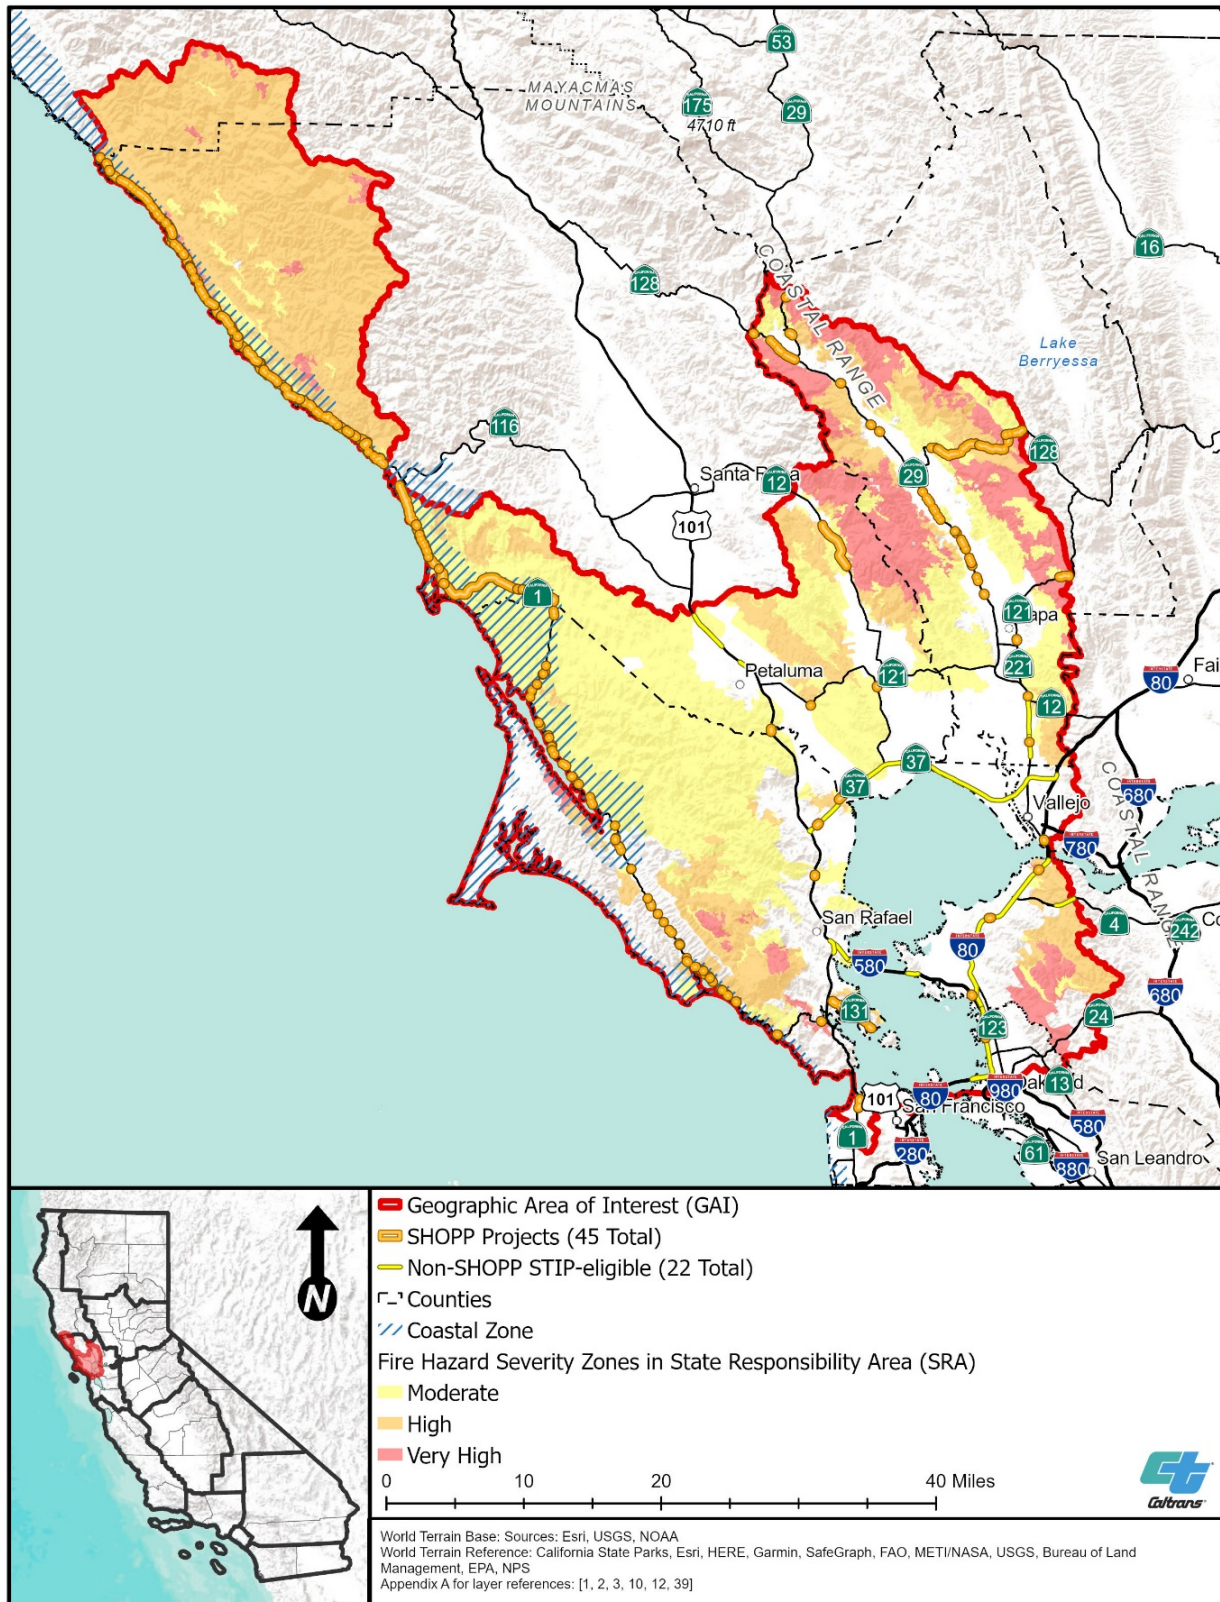 53
MAYACMAS
MOUNTAINS
175
29
4710 ft
16
COASTAL RANGE
128
Lake
Berryessa
116
128
Santa Rosa
12
29
101
1
121
Napa
Petaluma
121
221
80
Fai
12
37
37
680
COASTAL RANGE
Vallejo
780
San Rafael
4
242
Co
80
580
680
131
123
24
Oakland
980
13
80
101
San Francisco
580
1
280
61
880
San Leandro
N
Geographic Area of Interest (GAI)
SHOPP Projects (45 Total)
Non-SHOPP STIP-eligible (22 Total)
Counties
Coastal Zone
Fire Hazard Severity Zones in State Responsibility Area (SRA)
Moderate
High
Very High
0 10 20 40 Miles
Caltrans
World Terrain Base: Sources: Esri, USGS, NOAA
World Terrain Reference: California State Parks, Esri, HERE, Garmin, SafeGraph, FAO, METI/NASA, USGS, Bureau of Land
Management, EPA, NPS
Appendix A for layer references: [1, 2, 3, 10, 12, 39]